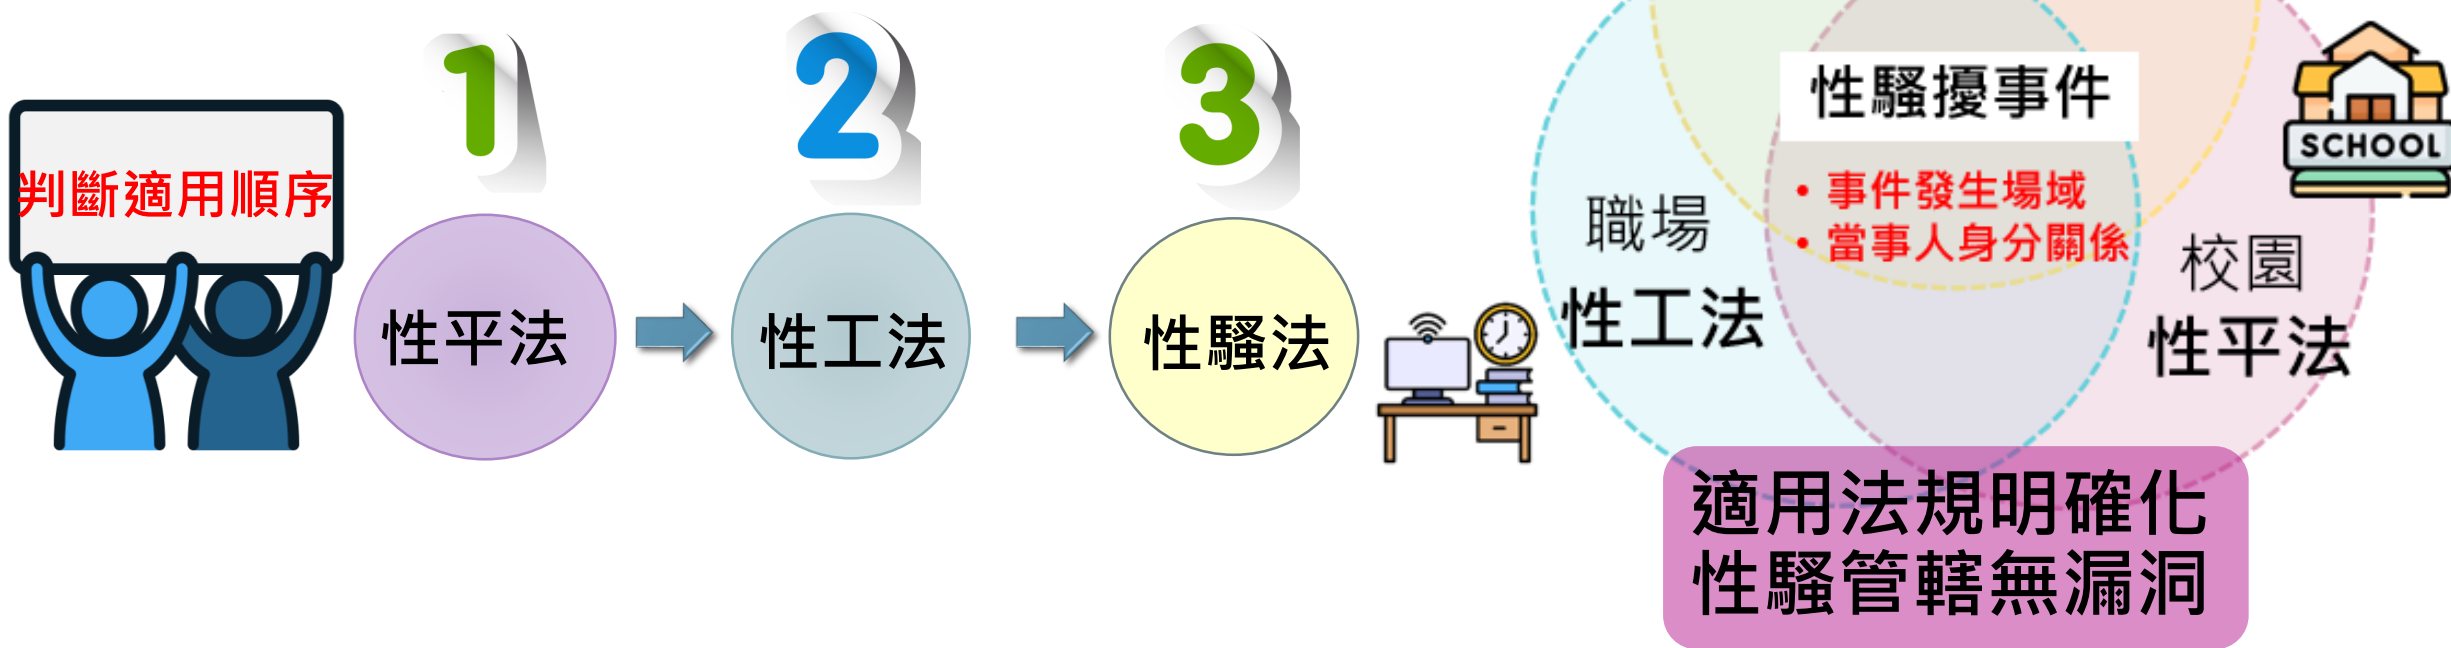 判斷適用順序
1
2
3
性平法
性工法
性騷法
性騷擾事件
• 事件發生場域
• 當事人身分關係
職場
性工法
SCHOOL
校園
性平法
適用法規明確化
性騷管轄無漏洞